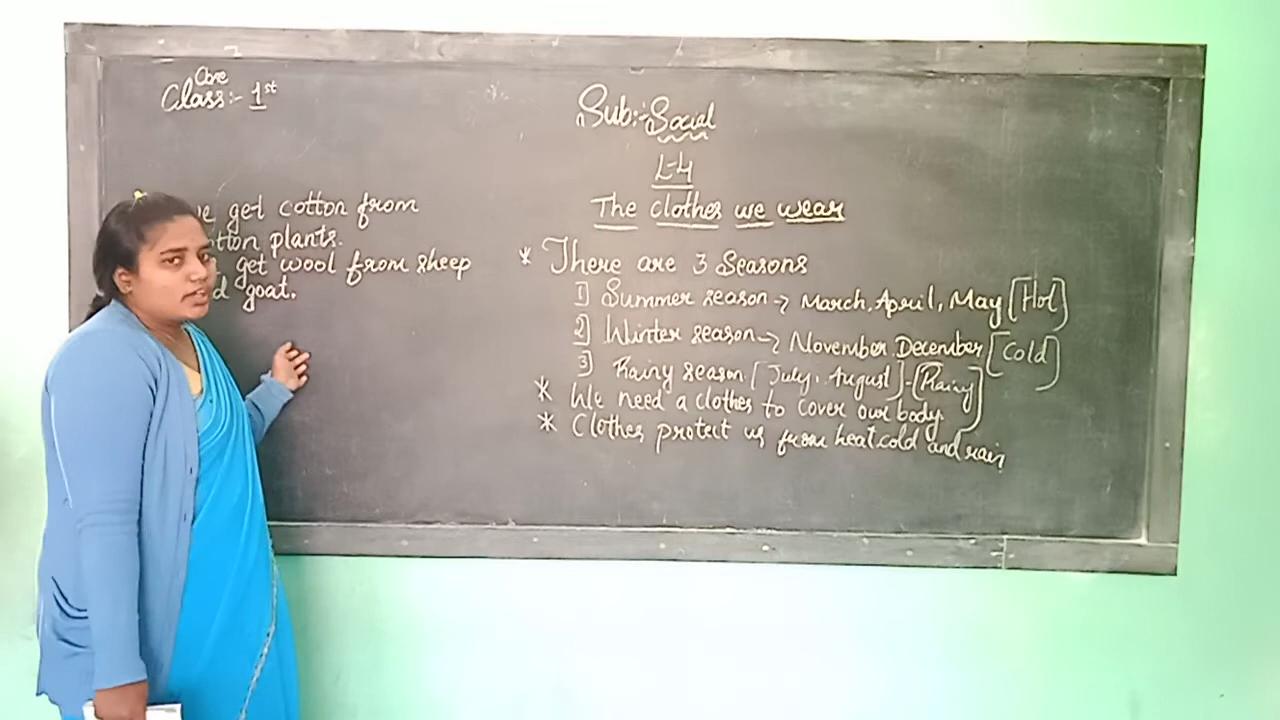 Core
Class:- 1st
Sub:- Social
L-4
The clothes we wear
get cotton from
plants.
get wool from sheep
goat.
* There are 3 Seasons
1] Summer season → March, April, May [Hot]
2] Winter season → November, December [Cold]
3] Rainy season [July, August] - [Rainy]
* We need a clothes to cover our body.
* Clothes protect us from heat, cold and rain